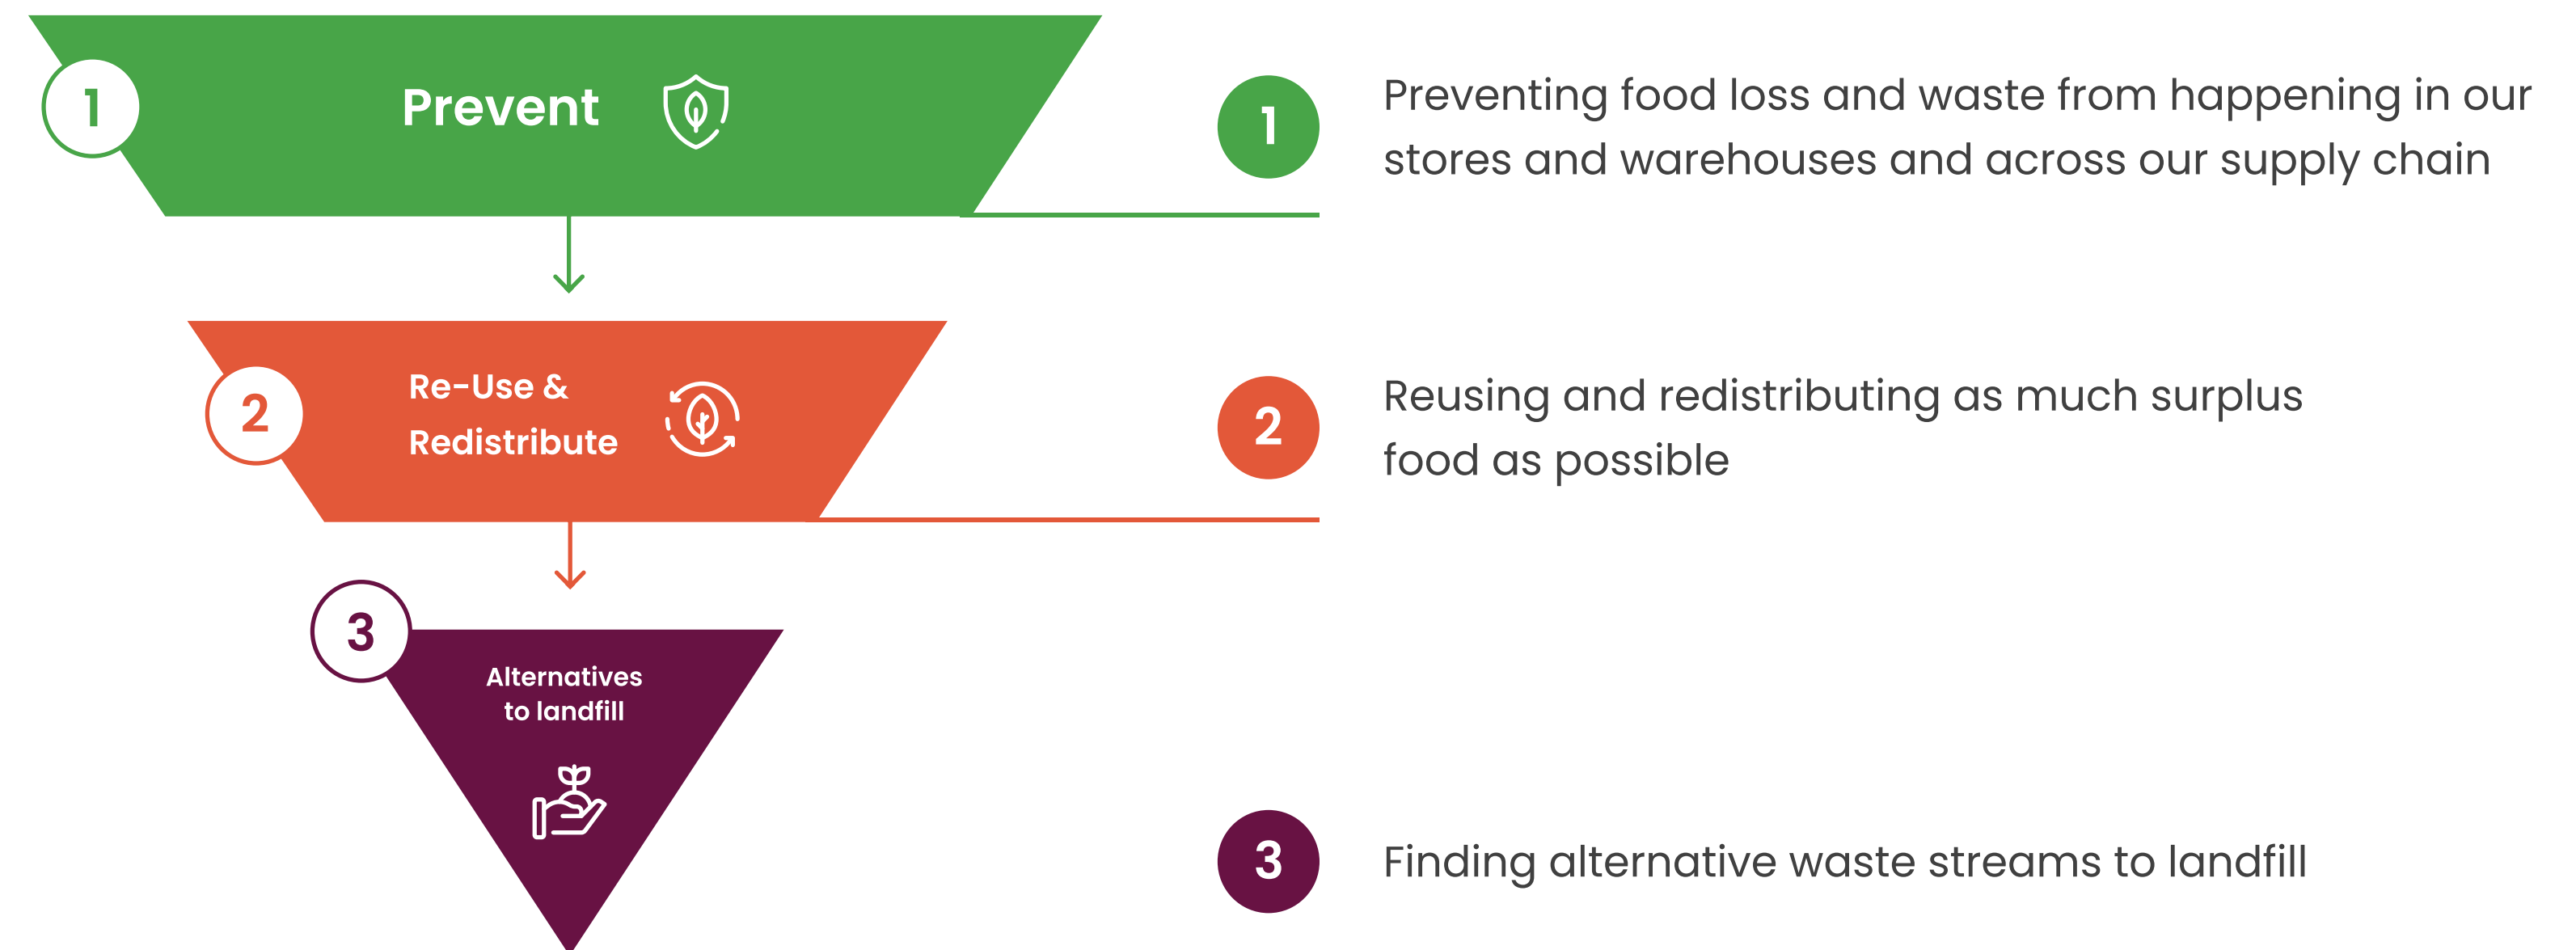 1
Prevent
1
Preventing food loss and waste from happening in our
stores and warehouses and across our supply chain
2
Re-Use &
Redistribute
2
Reusing and redistributing as much surplus
food as possible
3
Alternatives
to landfill
3
Finding alternative waste streams to landfill